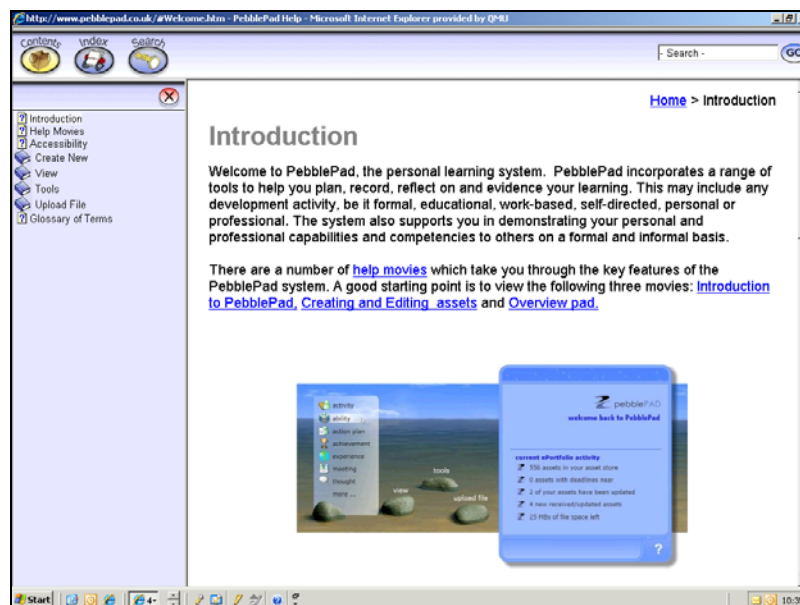 http://www.pebblepad.co.uk/#Welcome.htm - PebblePad Help - Microsoft Internet Explorer provided by QMU
contents index search
- Search -
GO
Home > Introduction
Introduction
Help Movies
Accessibility
Create New
View
Tools
Upload File
Glossary of Terms
Introduction
Welcome to PebblePad, the personal learning system. PebblePad incorporates a range of
tools to help you plan, record, reflect on and evidence your learning. This may include any
development activity, be it formal, educational, work-based, self-directed, personal or
professional. The system also supports you in demonstrating your personal and
professional capabilities and competencies to others on a formal and informal basis.
There are a number of help movies which take you through the key features of the
PebblePad system. A good starting point is to view the following three movies: Introduction
to PebblePad, Creating and Editing assets and Overview pad.
activity
ability
action plan
achievement
experience
meeting
thought
more ...
view
tools
upload file
pebblePAD
welcome back to PebblePad
current ePortfolio activity
556 assets in your asset store
0 assets with deadlines near
2 of your assets have been updated
4 new received/updated assets
25 MBs of file space left
?
Start
4